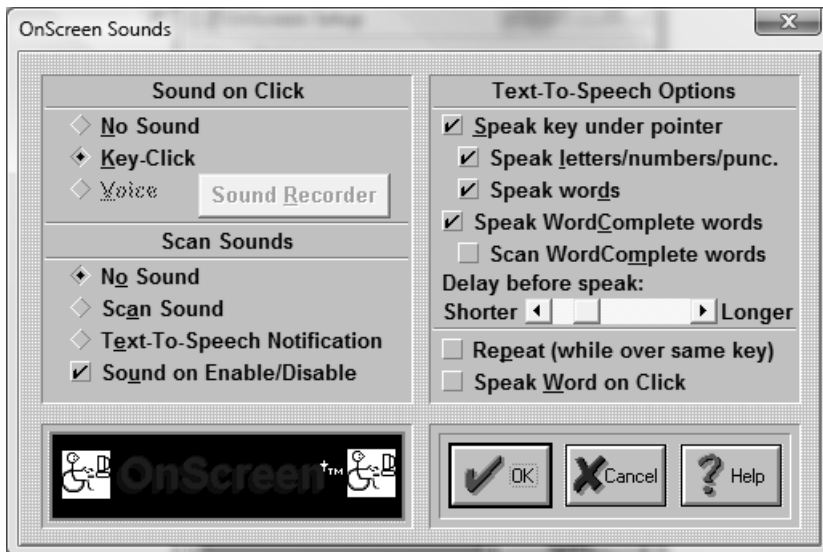 OnScreen Setup
OnScreen Sounds
Sound on Click
No Sound
Key-Click
Voice
Sound Recorder
Scan Sounds
No Sound
Scan Sound
Text-To-Speech Notification
Sound on Enable/Disable
OnScreen+™
Text-To-Speech Options
Speak key under pointer
Speak letters/numbers/punc.
Speak words
Speak WordComplete words
Scan WordComplete words
Delay before speak:
Shorter Longer
Repeat (while over same key)
Speak Word on Click
OK Cancel Help